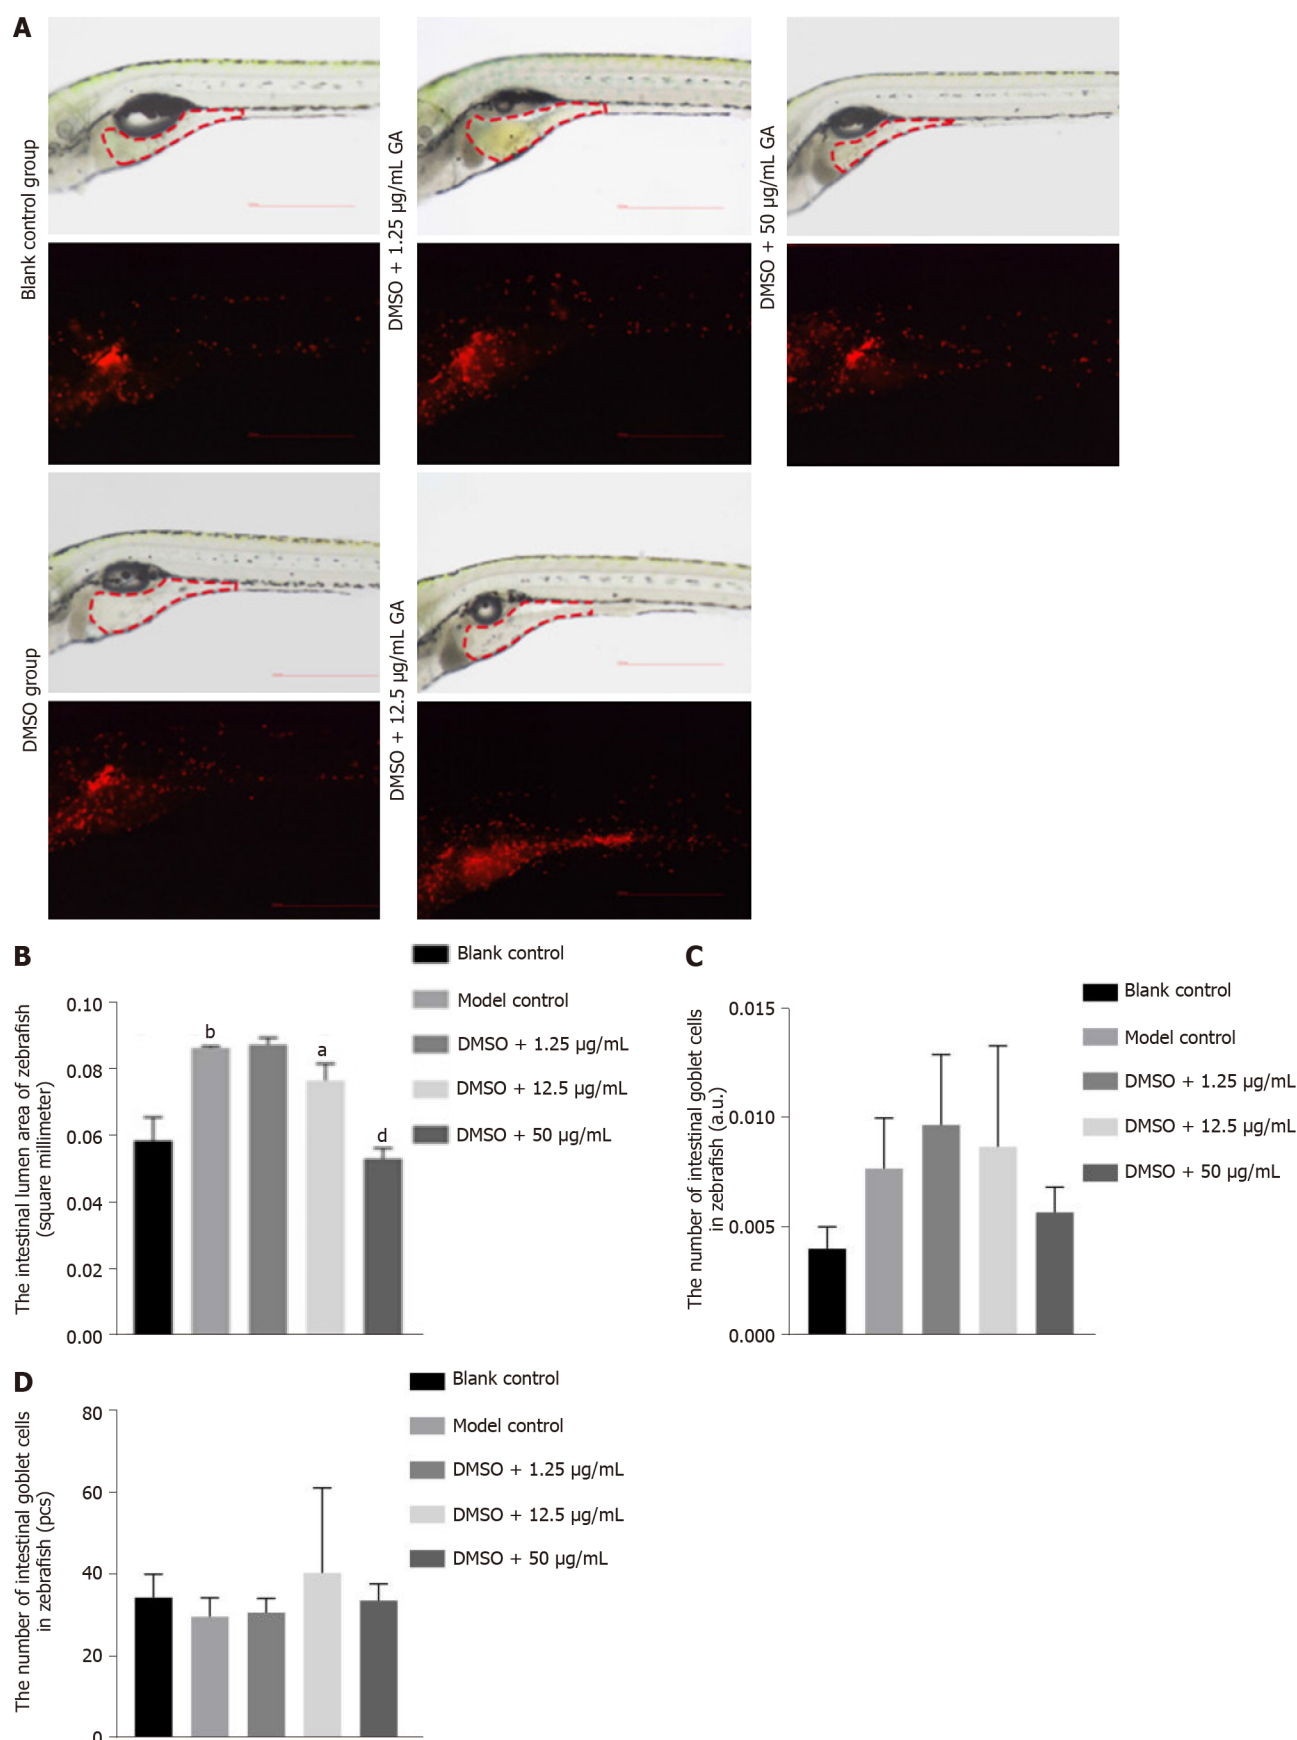 A
Blank control group
DMSO + 1.25 µg/mL GA
DMSO + 50 µg/mL GA
DMSO group
DMSO + 12.5 µg/mL GA
B
The intestinal lumen area of zebrafish
(square millimeter)
0.10
0.08
0.06
0.04
0.02
0.00
b
a
d
Blank control
Model control
DMSO + 1.25 µg/mL
DMSO + 12.5 µg/mL
DMSO + 50 µg/mL
C
The number of intestinal goblet cells
in zebrafish (a.u.)
0.015
0.010
0.005
0.000
Blank control
Model control
DMSO + 1.25 µg/mL
DMSO + 12.5 µg/mL
DMSO + 50 µg/mL
D
The number of intestinal goblet cells
in zebrafish (pcs)
80
60
40
20
0
Blank control
Model control
DMSO + 1.25 µg/mL
DMSO + 12.5 µg/mL
DMSO + 50 µg/mL